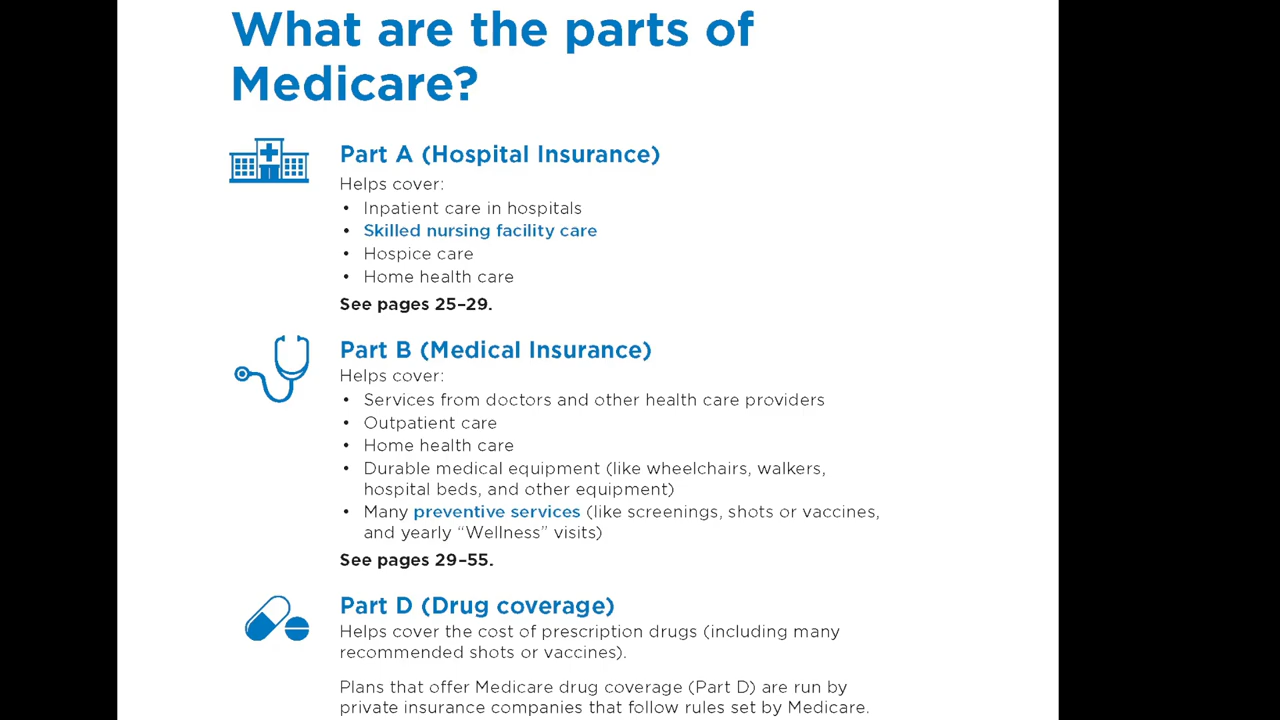 What are the parts of
Medicare?
Part A (Hospital Insurance)
Helps cover:
• Inpatient care in hospitals
• Skilled nursing facility care
• Hospice care
• Home health care
See pages 25–29.
Part B (Medical Insurance)
Helps cover:
• Services from doctors and other health care providers
• Outpatient care
• Home health care
• Durable medical equipment (like wheelchairs, walkers,
hospital beds, and other equipment)
• Many preventive services (like screenings, shots or vaccines,
and yearly “Wellness” visits)
See pages 29–55.
Part D (Drug coverage)
Helps cover the cost of prescription drugs (including many
recommended shots or vaccines).
Plans that offer Medicare drug coverage (Part D) are run by
private insurance companies that follow rules set by Medicare.